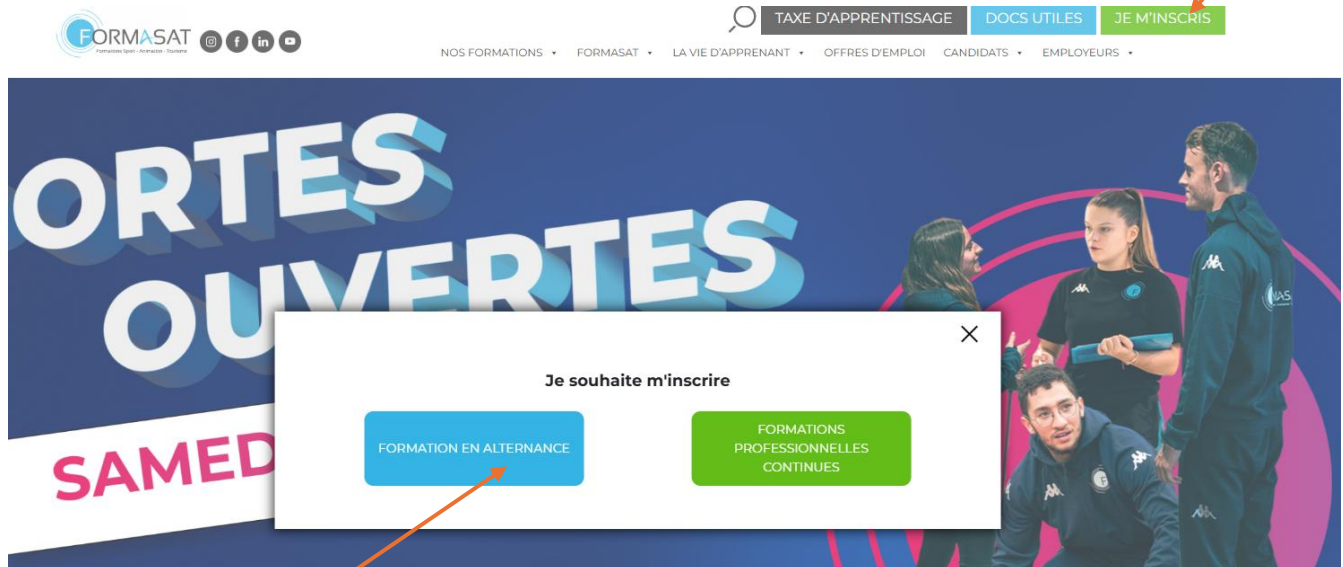 FORMASAT
Formations Sport - Animation - Tourisme
TAXE D'APPRENTISSAGE
DOCS UTILES
JE M'INSCRIS
NOS FORMATIONS
FORMASAT
LA VIE D'APPRENANT
OFFRES D'EMPLOI
CANDIDATS
EMPLOYEURS
ORTES
OUVERTES
SAMED
Je souhaite m'inscrire
FORMATION EN ALTERNANCE
FORMATIONS
PROFESSIONNELLES
CONTINUES